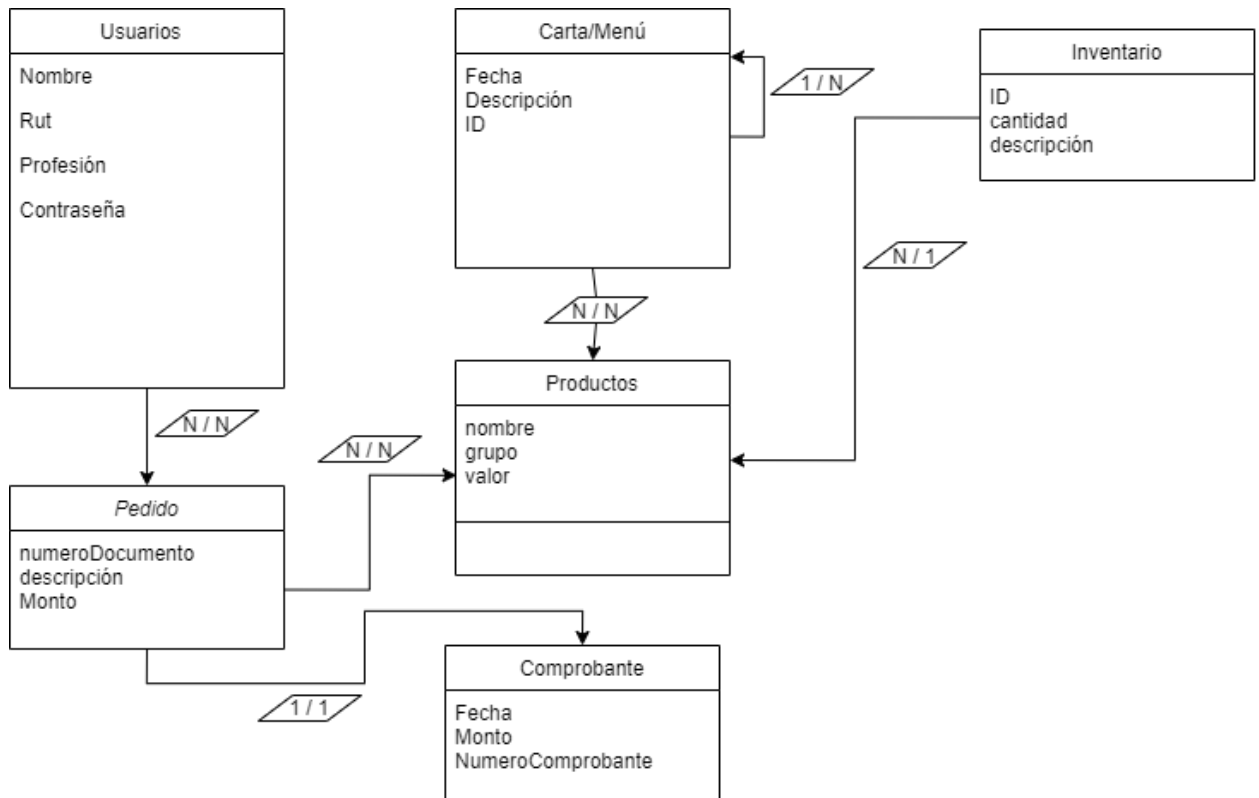 Usuarios
Nombre
Rut
Profesión
Contraseña
Carta/Menú
Fecha
Descripción
ID
1 / N
Inventario
ID
cantidad
descripción
N / 1
N / N
Productos
nombre
grupo
valor
N / N
N / N
Pedido
numeroDocumento
descripción
Monto
1 / 1
Comprobante
Fecha
Monto
NumeroComprobante